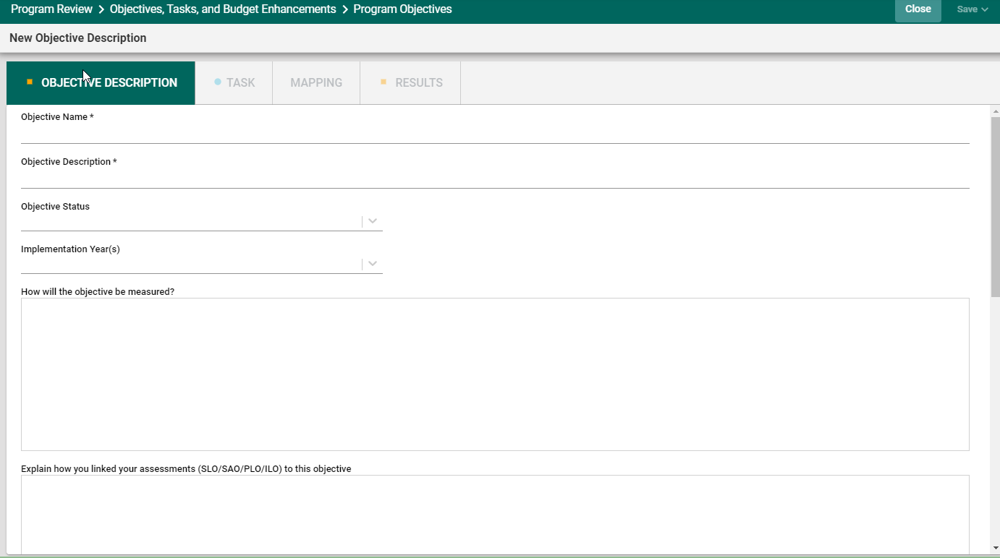 Program Review > Objectives, Tasks, and Budget Enhancements > Program Objectives
Close
Save
New Objective Description
OBJECTIVE DESCRIPTION
TASK
MAPPING
RESULTS
Objective Name *
Objective Description *
Objective Status
Implementation Year(s)
How will the objective be measured?
Explain how you linked your assessments (SLO/SAO/PLO/ILO) to this objective